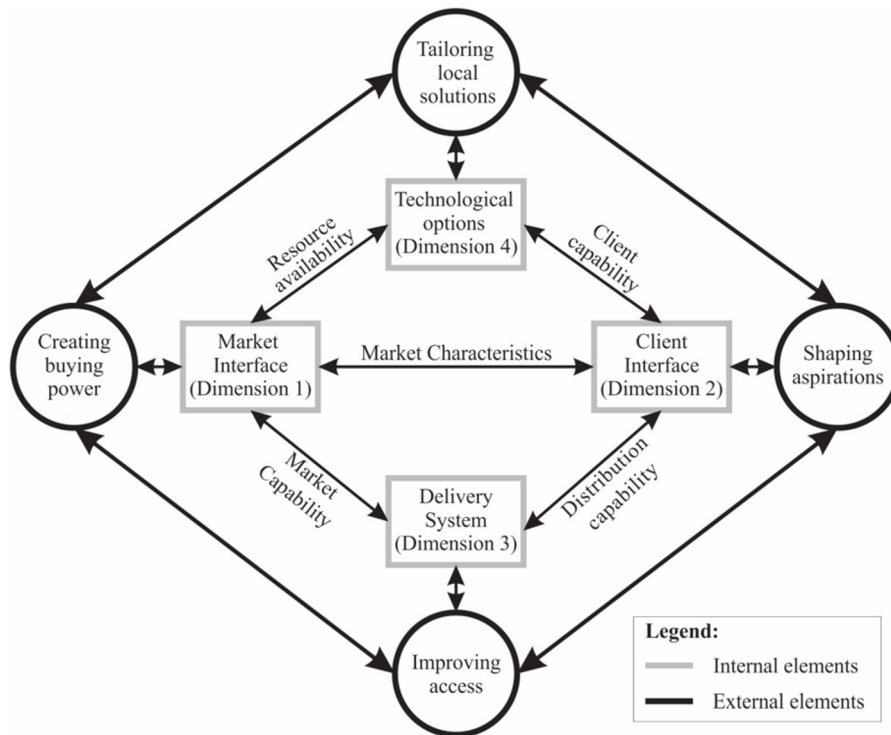 Tailoring
local
solutions
Technological
options
(Dimension 4)
Resource
availability
Client
capability
Creating
buying
power
Market
Interface
(Dimension 1)
Market Characteristics
Client
Interface
(Dimension 2)
Shaping
aspirations
Market
Capability
Delivery
System
(Dimension 3)
Distribution
capability
Improving
access
Legend:
Internal elements
External elements